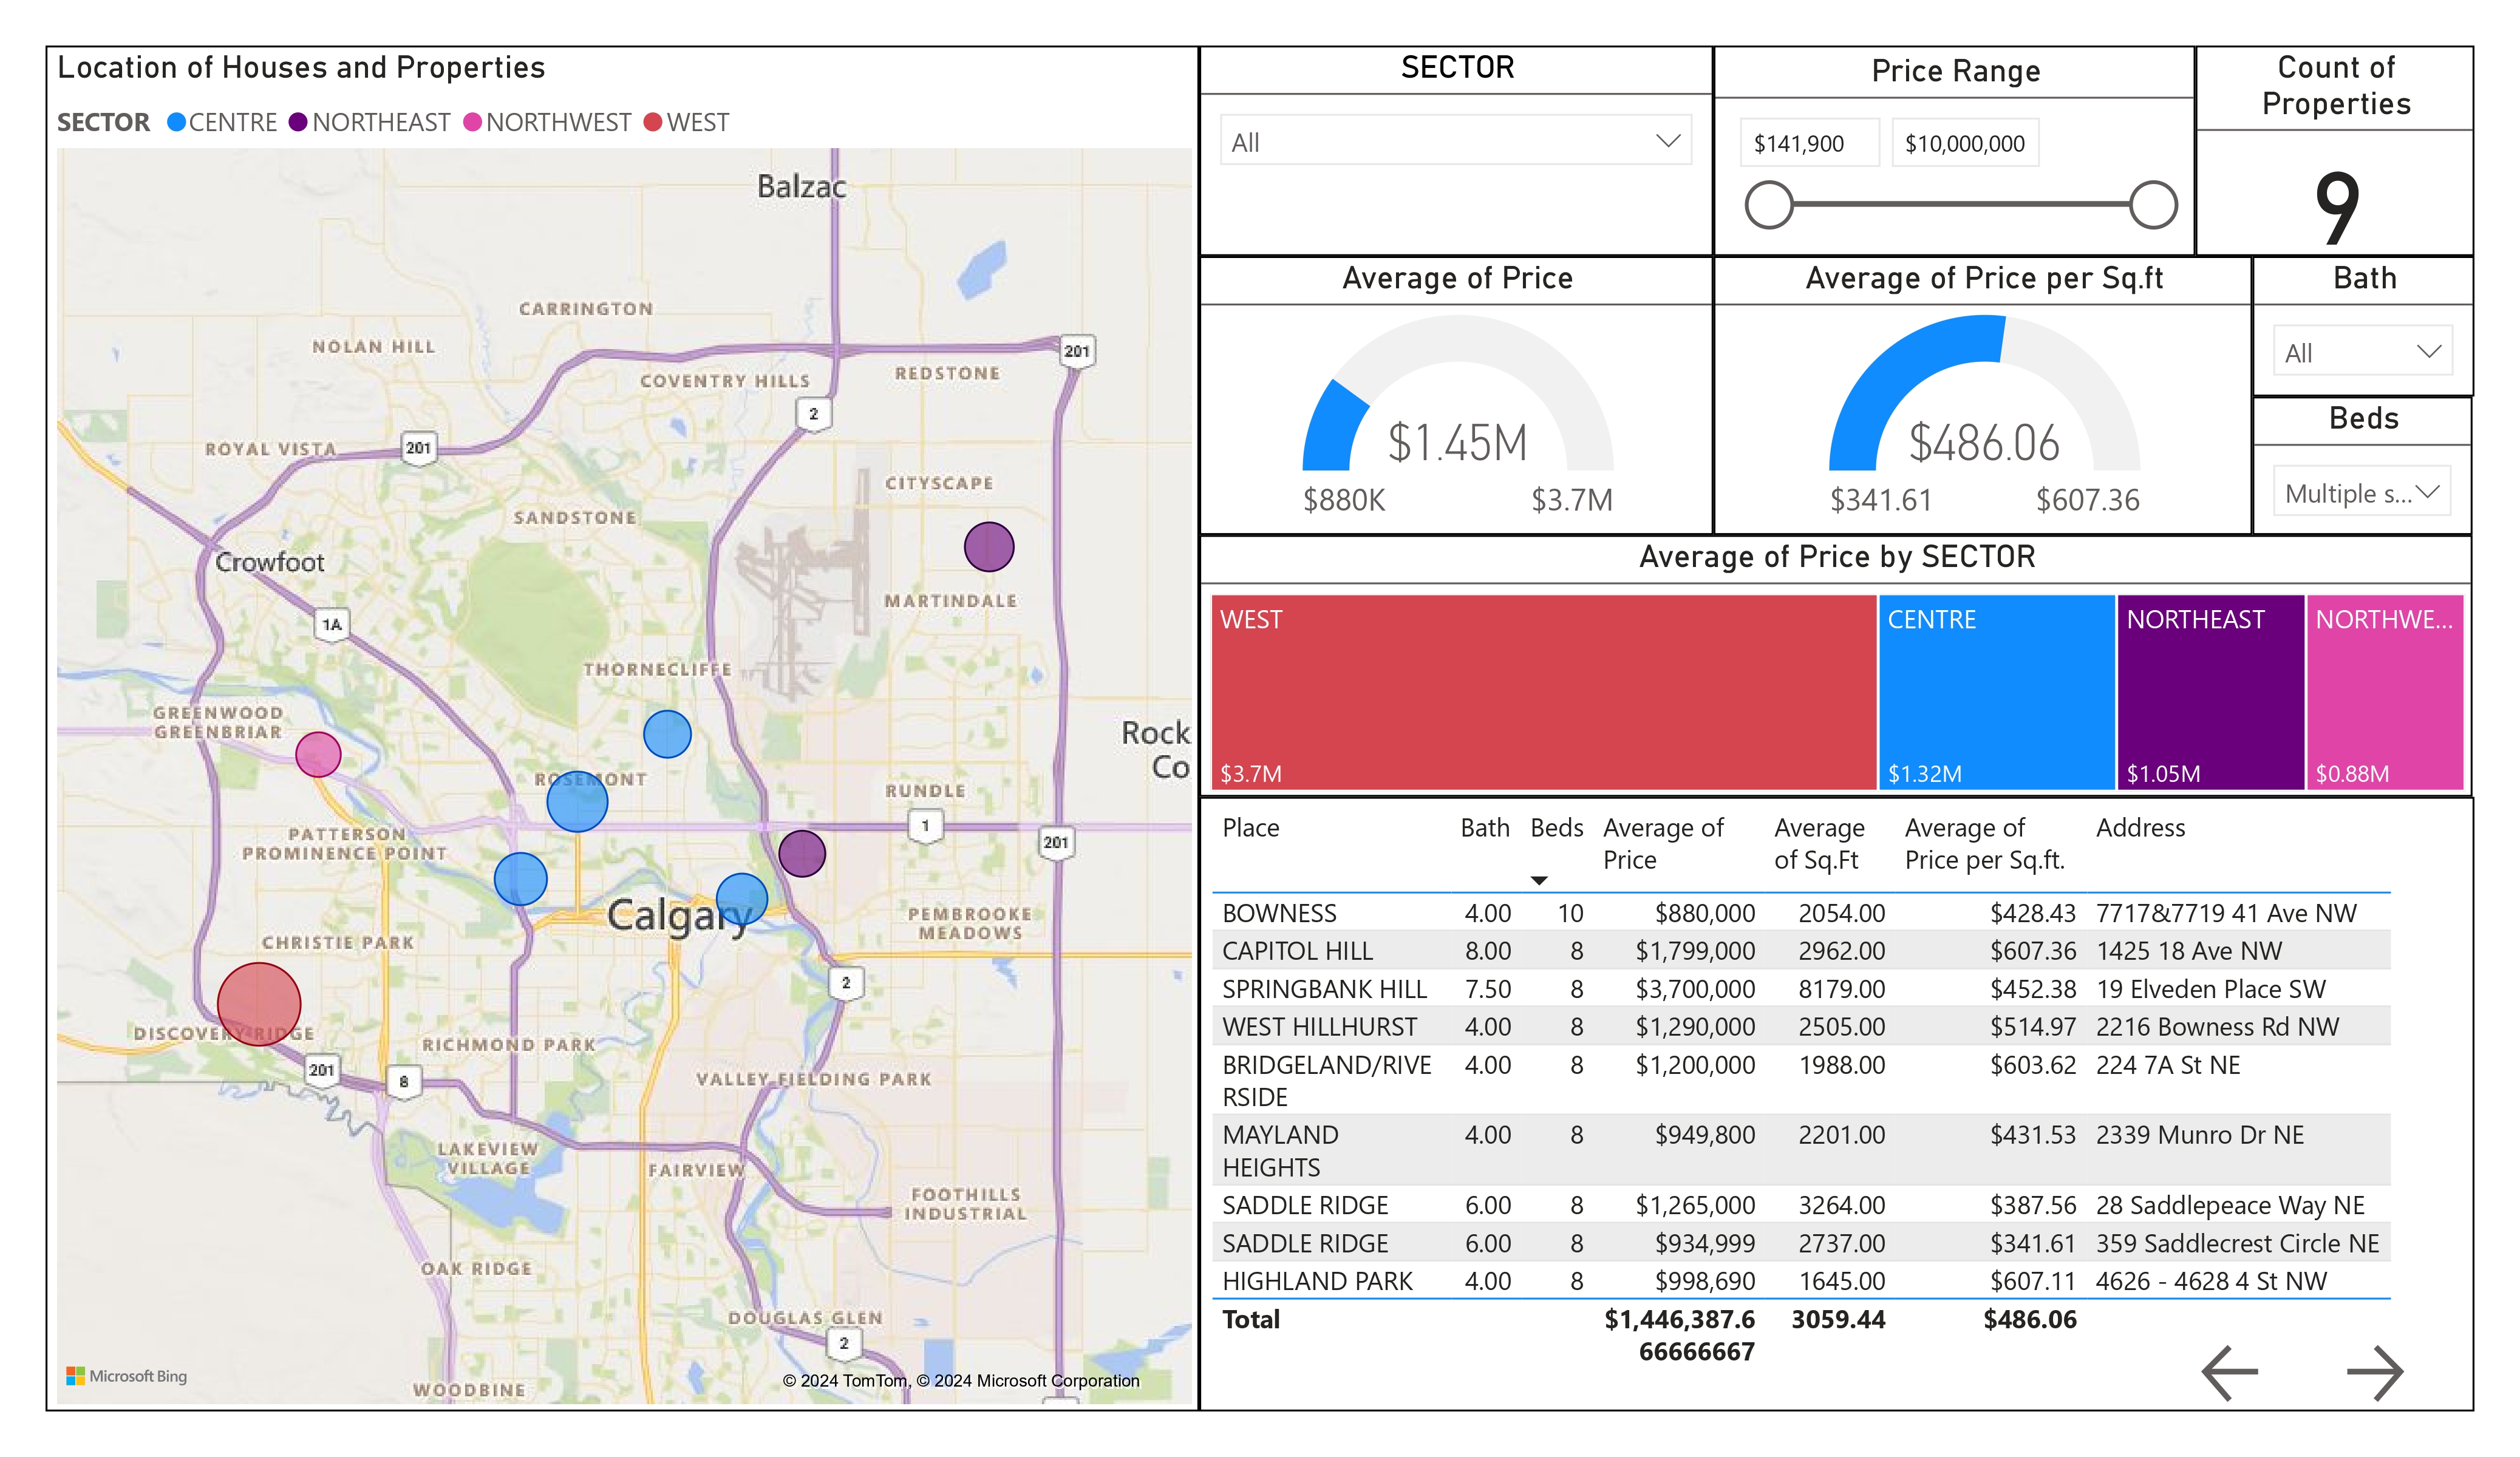 Location of Houses and Properties
SECTOR CENTRE NORTHEAST NORTHWEST WEST
Balzac
CARRINGTON
NOLAN HILL
201
COVENTRY HILLS
REDSTONE
2
ROYAL VISTA
201
CITYSCAPE
SANDSTONE
Crowfoot
MARTINDALE
1A
THORNECLIFFE
GREENWOOD
GREENBRIAR
Rock
Co
ROSEMONT
RUNDLE
1
PATTERSON
PROMINENCE POINT
201
Calgary
PEMBROOKE
MEADOWS
CHRISTIE PARK
2
DISCOVERY RIDGE
RICHMOND PARK
201
8
VALLEY FIELDING PARK
LAKEVIEW
VILLAGE
FAIRVIEW
FOOTHILLS
INDUSTRIAL
OAK RIDGE
DOUGLAS GLEN
2
Microsoft Bing
© 2024 TomTom, © 2024 Microsoft Corporation
WOODBINE
SECTOR
All
Price Range
$141,900 $10,000,000
Count of
Properties
9
Average of Price
$1.45M
$880K $3.7M
Average of Price per Sq.ft
$486.06
$341.61 $607.36
Bath
All
Beds
Multiple s...
Average of Price by SECTOR
WEST CENTRE NORTHEAST NORTHWE...
$3.7M $1.32M $1.05M $0.88M
Place Bath Beds Average of Average Average of Address
Price of Sq.Ft Price per Sq.ft.
BOWNESS 4.00 10 $880,000 2054.00 $428.43 7717&7719 41 Ave NW
CAPITOL HILL 8.00 8 $1,799,000 2962.00 $607.36 1425 18 Ave NW
SPRINGBANK HILL 7.50 8 $3,700,000 8179.00 $452.38 19 Elveden Place SW
WEST HILLHURST 4.00 8 $1,290,000 2505.00 $514.97 2216 Bowness Rd NW
BRIDGELAND/RIVE 4.00 8 $1,200,000 1988.00 $603.62 224 7A St NE
RSIDE
MAYLAND 4.00 8 $949,800 2201.00 $431.53 2339 Munro Dr NE
HEIGHTS
SADDLE RIDGE 6.00 8 $1,265,000 3264.00 $387.56 28 Saddlepeace Way NE
SADDLE RIDGE 6.00 8 $934,999 2737.00 $341.61 359 Saddlecrest Circle NE
HIGHLAND PARK 4.00 8 $998,690 1645.00 $607.11 4626 - 4628 4 St NW
Total $1,446,387.6 3059.44 $486.06
66666667